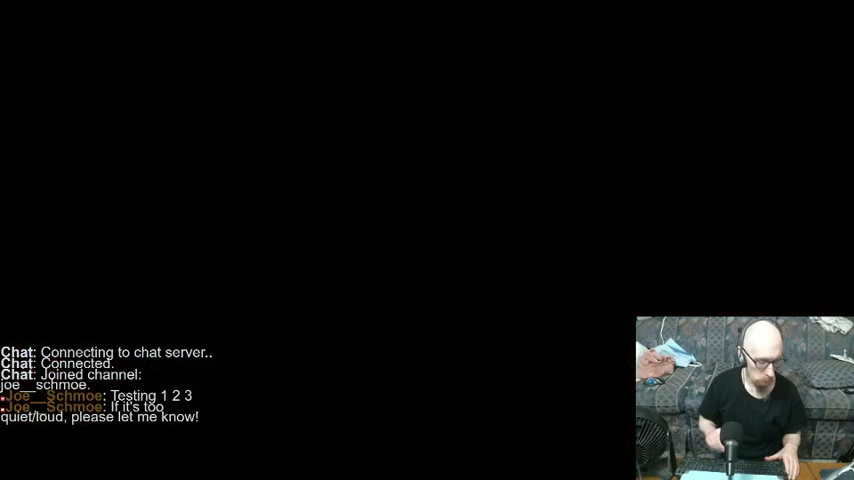 Chat: Connecting to chat server..
Chat: Connected.
Chat: Joined channel:
joe__schmoe.
Joe__Schmoe: Testing 1 2 3
Joe__Schmoe: If it's too
quiet/loud, please let me know!